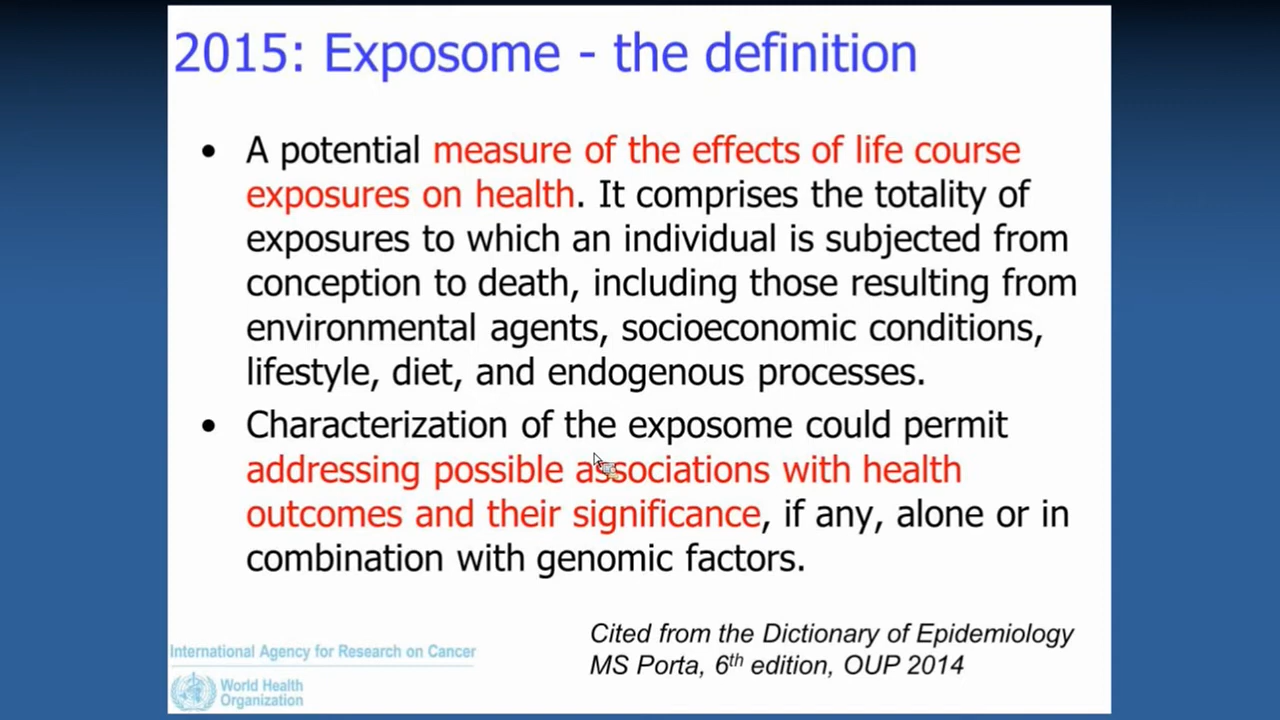 2015: Exposome - the definition
• A potential measure of the effects of life course
exposures on health. It comprises the totality of
exposures to which an individual is subjected from
conception to death, including those resulting from
environmental agents, socioeconomic conditions,
lifestyle, diet, and endogenous processes.
• Characterization of the exposome could permit
addressing possible associations with health
outcomes and their significance, if any, alone or in
combination with genomic factors.
Cited from the Dictionary of Epidemiology
MS Porta, 6th edition, OUP 2014
International Agency for Research on Cancer
World Health
Organization